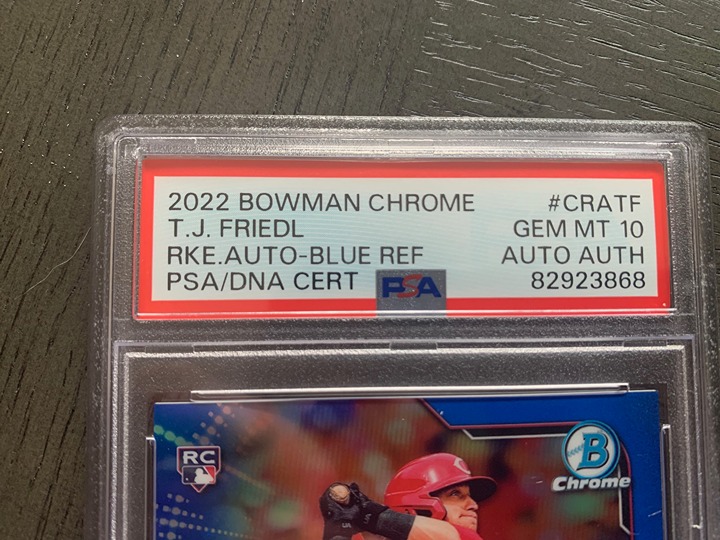 2022 BOWMAN CHROME #CRATF
T.J. FRIEDL GEM MT 10
RKE.AUTO-BLUE REF AUTO AUTH
PSA/DNA CERT PSA 82923868
RC
B
Chrome